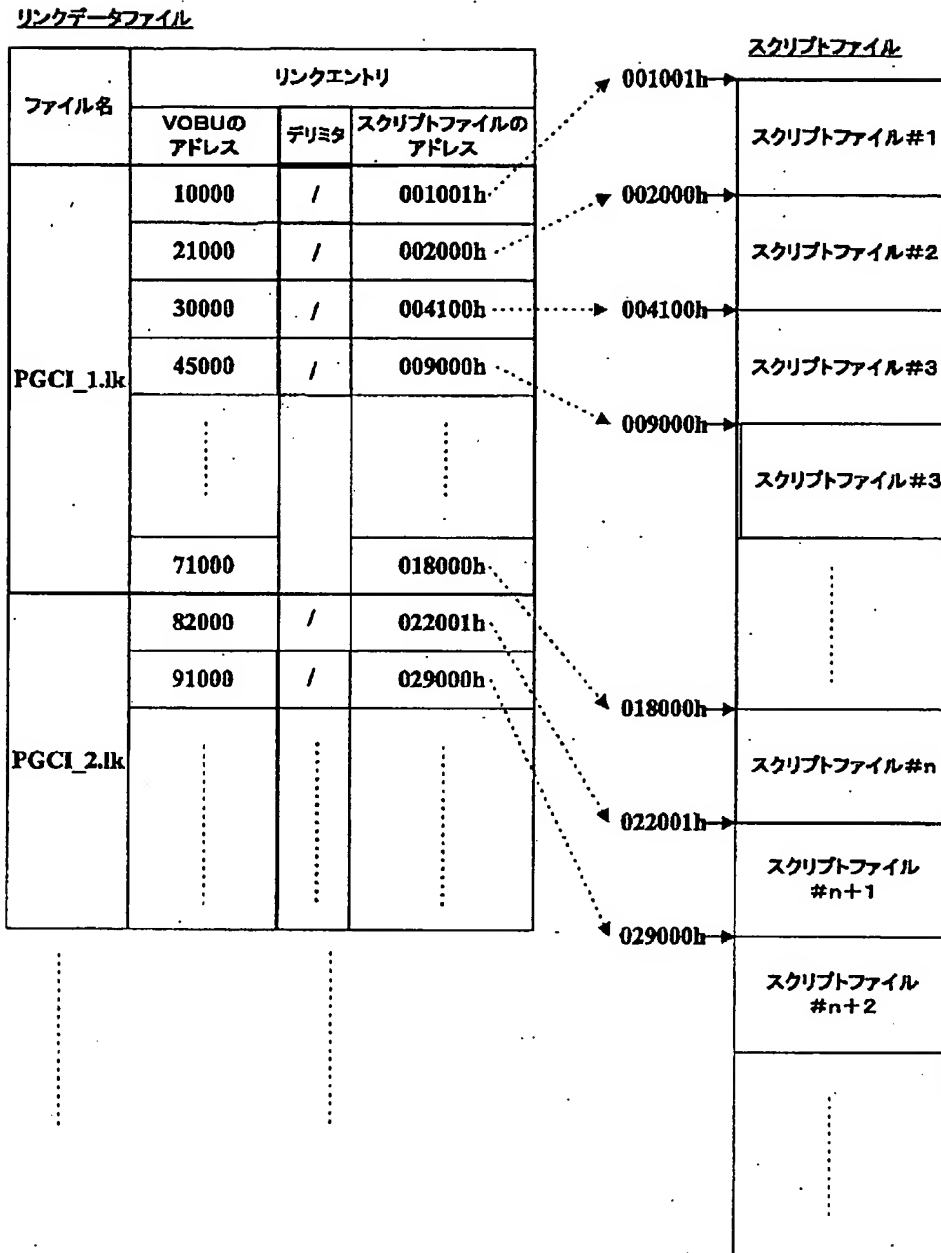 リンクデータファイル
ファイル名
リンクエントリ
VOBUの
アドレス
デリミタ
スクリプトファイルの
アドレス
PGCI_1.lk
10000 / 001001h
21000 / 002000h
30000 / 004100h
45000 / 009000h
71000 018000h
PGCI_2.lk
82000 / 022001h
91000 / 029000h
スクリプトファイル
001001h
スクリプトファイル#1
002000h
スクリプトファイル#2
004100h
スクリプトファイル#3
009000h
スクリプトファイル#3
018000h
スクリプトファイル#n
022001h
スクリプトファイル
#n+1
029000h
スクリプトファイル
#n+2